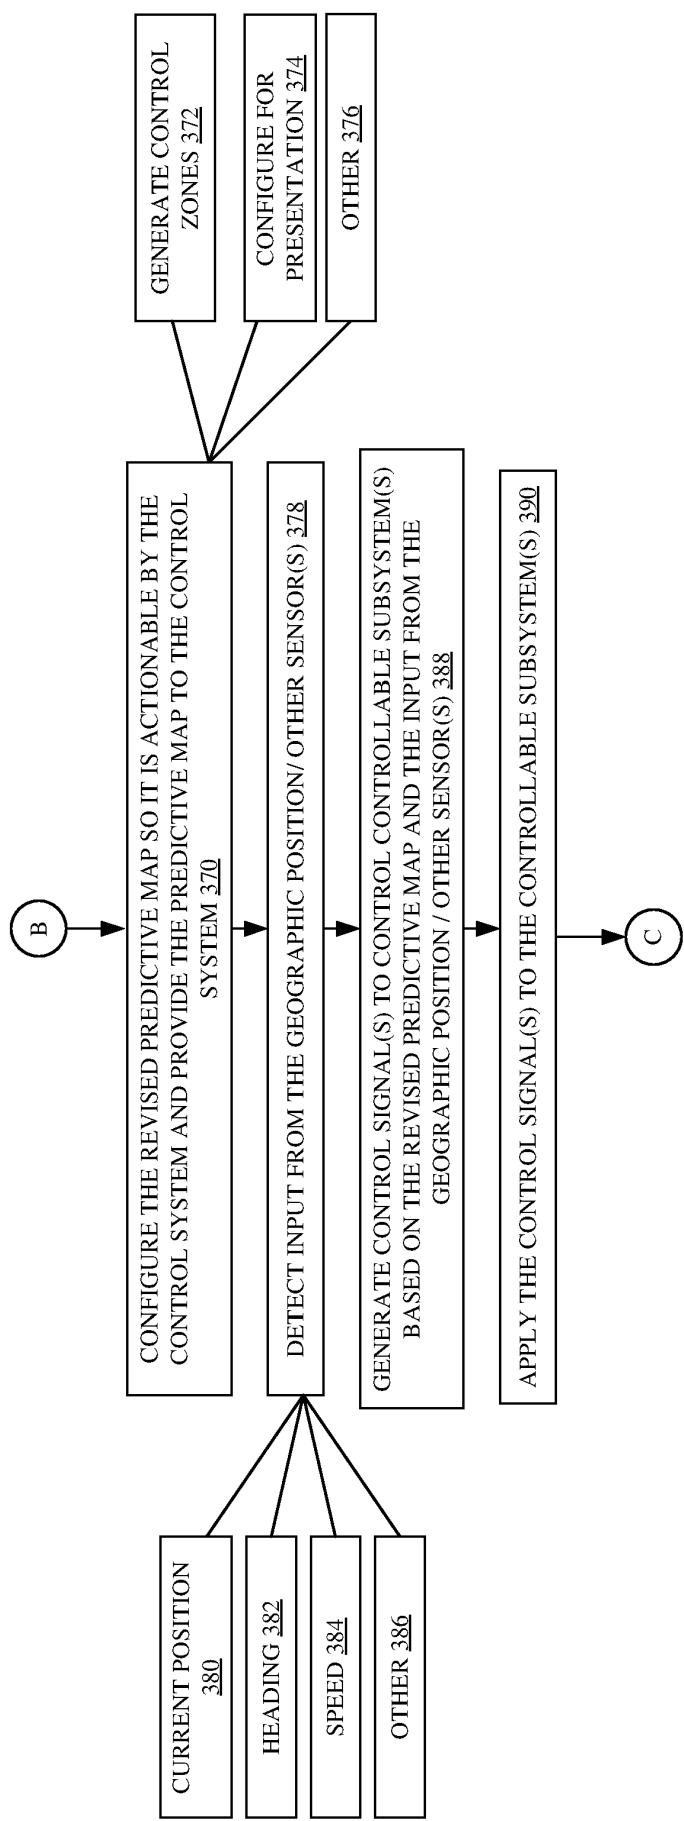 B
CONFIGURE THE REVISED PREDICTIVE MAP SO IT IS ACTIONABLE BY THE
CONTROL SYSTEM AND PROVIDE THE PREDICTIVE MAP TO THE CONTROL
SYSTEM 370
GENERATE CONTROL
ZONES 372
CONFIGURE FOR
PRESENTATION 374
OTHER 376
DETECT INPUT FROM THE GEOGRAPHIC POSITION/ OTHER SENSOR(S) 378
CURRENT POSITION
380
HEADING 382
SPEED 384
OTHER 386
GENERATE CONTROL SIGNAL(S) TO CONTROL CONTROLLABLE SUBSYSTEM(S)
BASED ON THE REVISED PREDICTIVE MAP AND THE INPUT FROM THE
GEOGRAPHIC POSITION / OTHER SENSOR(S) 388
APPLY THE CONTROL SIGNAL(S) TO THE CONTROLLABLE SUBSYSTEM(S) 390
C